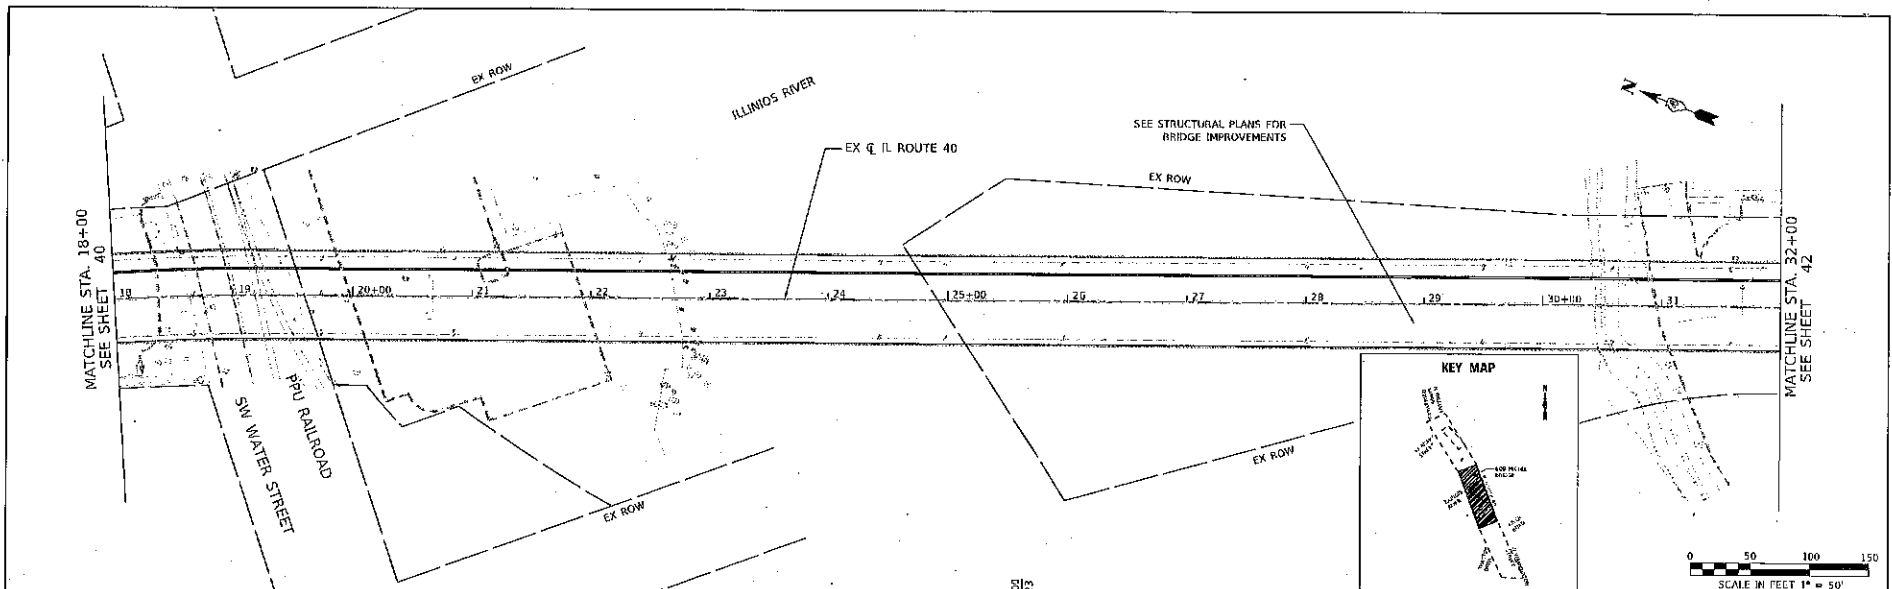 EX ROW
ILLINIOS RIVER
N
SEE STRUCTURAL PLANS FOR
BRIDGE IMPROVEMENTS
EX ℄ IL ROUTE 40
EX ROW
MATCHLINE STA. 18+00
SEE SHEET 40
18 19 20+00 21 22 23 24 25+00 26 27 28 29 30+00 31
MATCHLINE STA. 32+00
SEE SHEET 42
SW WATER STREET
PPU RAILROAD
EX ROW
EX ROW
KEY MAP
N
0 50 100 150
SCALE IN FEET 1" = 50'